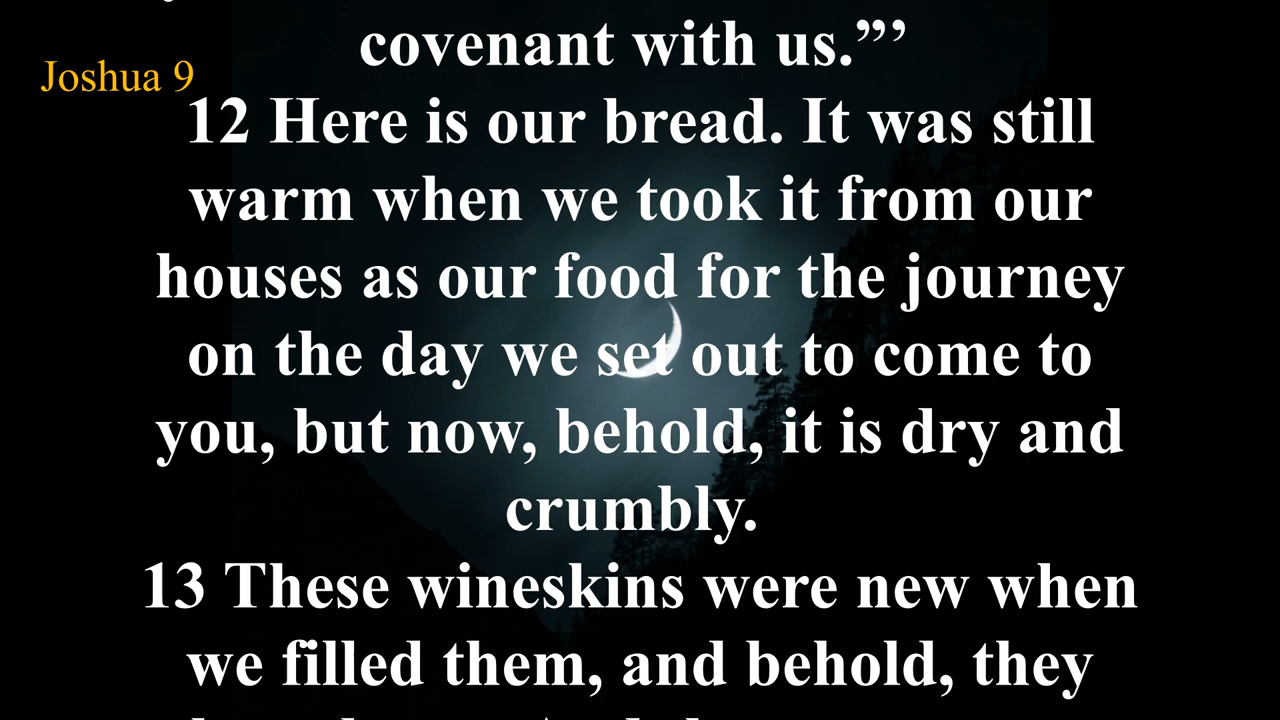 covenant with us.”’
Joshua 9
12 Here is our bread. It was still
warm when we took it from our
houses as our food for the journey
on the day we set out to come to
you, but now, behold, it is dry and
crumbly.
13 These wineskins were new when
we filled them, and behold, they